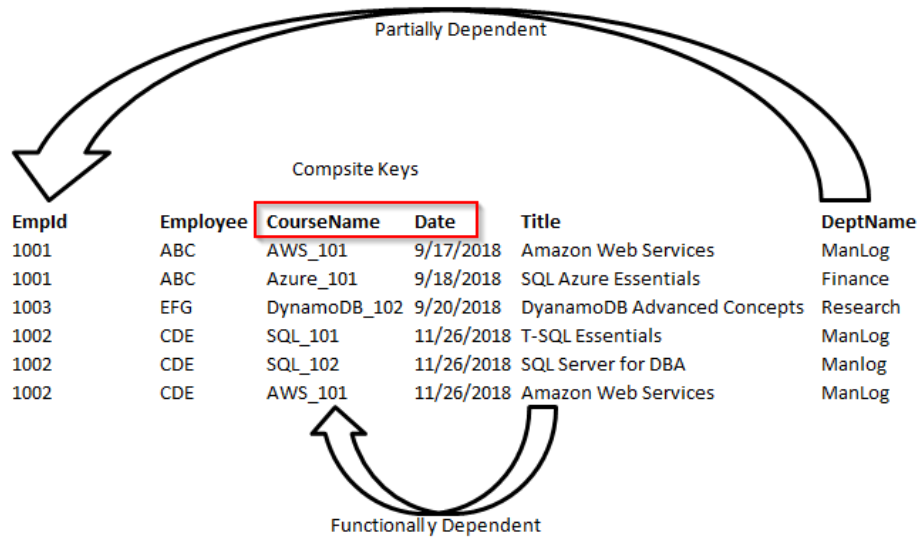 Partially Dependent
Compsite Keys
EmpId Employee CourseName Date Title DeptName
1001 ABC AWS_101 9/17/2018 Amazon Web Services ManLog
1001 ABC Azure_101 9/18/2018 SQL Azure Essentials Finance
1003 EFG DynamoDB_102 9/20/2018 DyanamoDB Advanced Concepts Research
1002 CDE SQL_101 11/26/2018 T-SQL Essentials ManLog
1002 CDE SQL_102 11/26/2018 SQL Server for DBA Manlog
1002 CDE AWS_101 11/26/2018 Amazon Web Services ManLog
Functionally Dependent